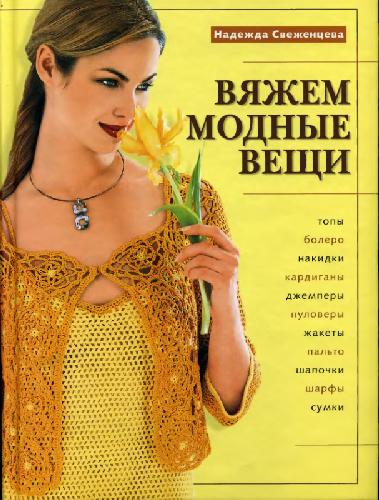 Надежда Свеженцева
ВЯЖЕМ
МОДНЫЕ
ВЕЩИ
топы
болеро
накидки
кардиганы
джемперы
пуловеры
жакеты
пальто
шапочки
шарфы
сумки